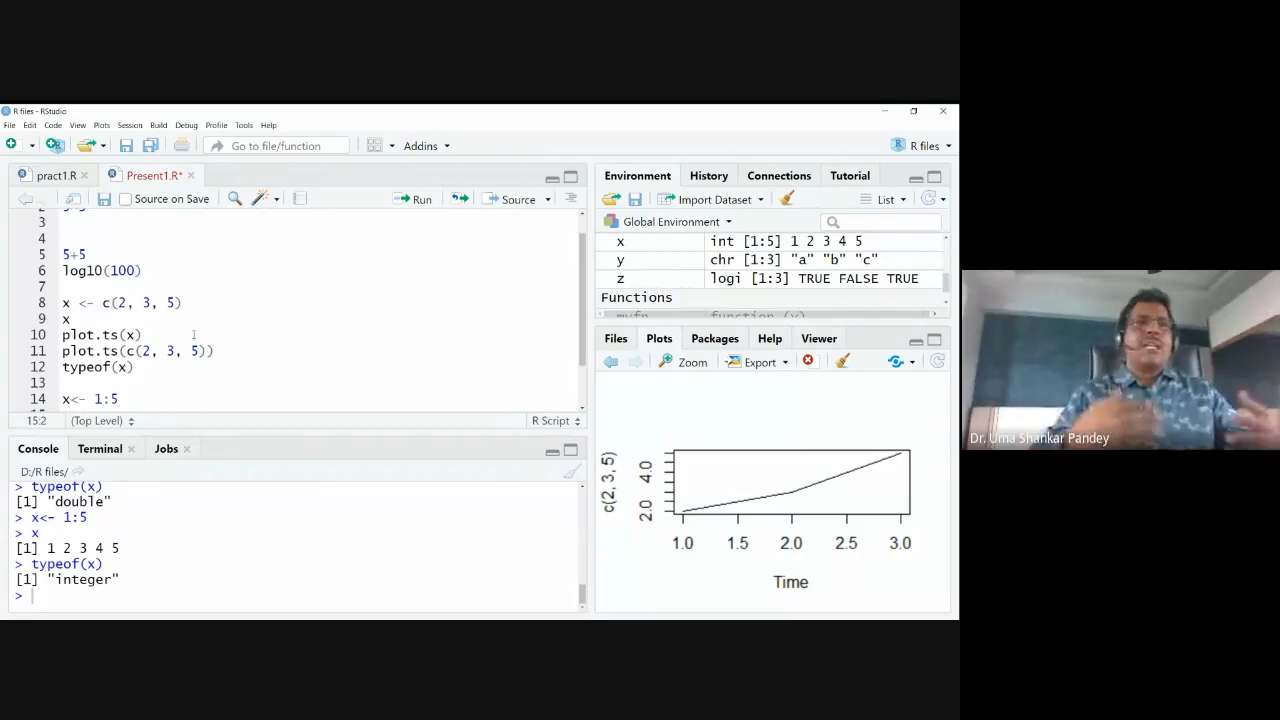 R files - RStudio
File Edit Code View Plots Session Build Debug Profile Tools Help
Go to file/function Addins R files
pract1.R Present1.R*
Source on Save Run Source
2
3
4
5 5+5
6 log10(100)
7
8 x <- c(2, 3, 5)
9 x
10 plot.ts(x)
11 plot.ts(c(2, 3, 5))
12 typeof(x)
13
14 x<- 1:5
15:2 (Top Level) R Script
Console Terminal Jobs
D:/R files/
> typeof(x)
[1] "double"
> x<- 1:5
> x
[1] 1 2 3 4 5
> typeof(x)
[1] "integer"
>
Environment History Connections Tutorial
Import Dataset List
Global Environment
x int [1:5] 1 2 3 4 5
y chr [1:3] "a" "b" "c"
z logi [1:3] TRUE FALSE TRUE
Functions
Files Plots Packages Help Viewer
Zoom Export
c(2, 3, 5)
2.0 4.0
1.0 1.5 2.0 2.5 3.0
Time
Dr. Uma Shankar Pandey